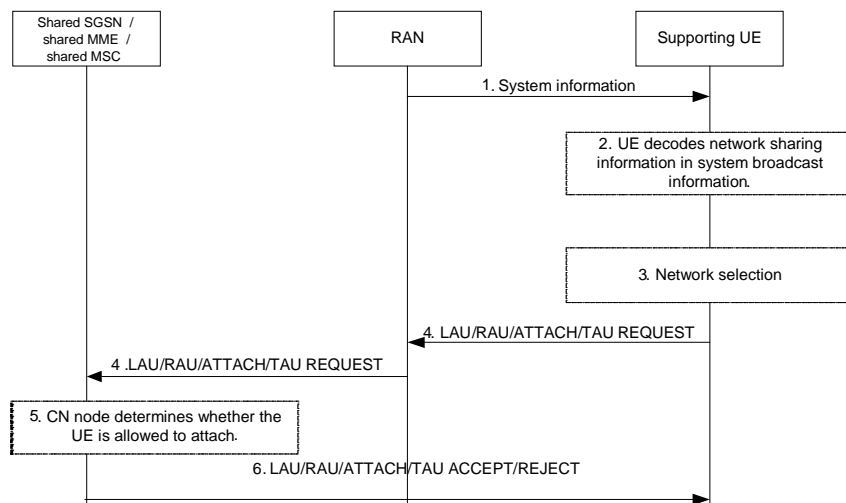 Shared SGSN /
shared MME /
shared MSC
RAN
Supporting UE
1. System information
2. UE decodes network sharing
information in system broadcast
information.
3. Network selection
4. LAU/RAU/ATTACH/TAU REQUEST
4 .LAU/RAU/ATTACH/TAU REQUEST
5. CN node determines whether the
UE is allowed to attach.
6. LAU/RAU/ATTACH/TAU ACCEPT/REJECT